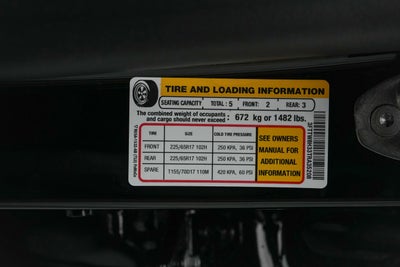 TIRE AND LOADING INFORMATION
SEATING CAPACITY TOTAL: 5 FRONT: 2 REAR: 3
The combined weight of occupants
and cargo should never exceed: 672 kg or 1482 lbs.
TIRE SIZE COLD TIRE PRESSURE
FRONT 225/65R17 102H 250 KPA, 36 PSI
REAR 225/65R17 102H 250 KPA, 36 PSI
SPARE T155/70D17 110M 420 KPA, 60 PSI
SEE OWNERS
MANUAL FOR
ADDITIONAL
INFORMATION